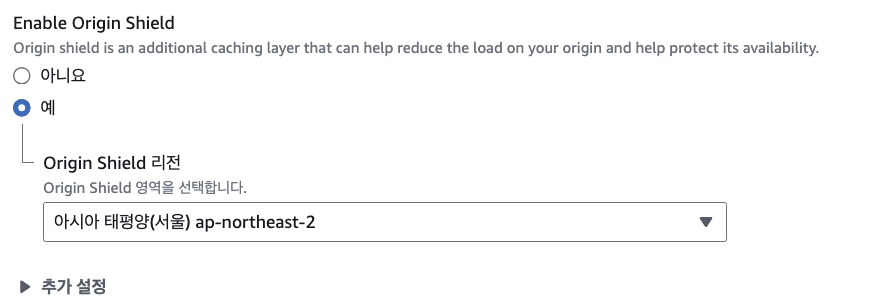 Enable Origin Shield
Origin shield is an additional caching layer that can help reduce the load on your origin and help protect its availability.
아니요
예
Origin Shield 리전
Origin Shield 영역을 선택합니다.
아시아 태평양(서울) ap-northeast-2
추가 설정